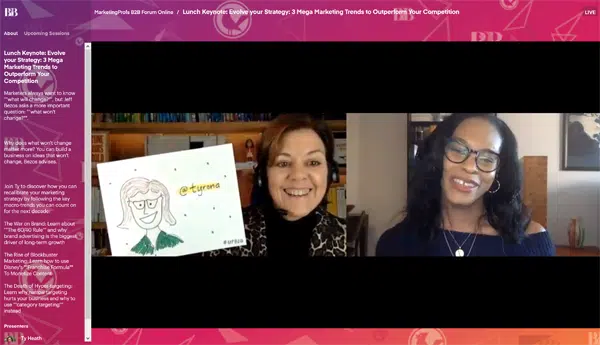 BB
MarketingProfs B2B Forum Online / Lunch Keynote: Evolve your Strategy: 3 Mega Marketing Trends to Outperform Your Competition
LIVE
About Upcoming Sessions
Lunch Keynote: Evolve
your Strategy: 3 Mega
Marketing Trends to
Outperform Your
Competition
Marketers always want to know
""what will change?"", but Jeff
Bezos asks a more important
question: ""what won't
change?"".
Why does what won't change
matter more? You can build a
business on ideas that won't
change, Bezos advises.
Join Ty to discover how you can
recalibrate your marketing
strategy by following the key
macro-trends you can count on
for the next decade:
The War on Brand: Learn about
""The 60/40 Rule"" and why
brand advertising is the biggest
driver of long-term growth
The Rise of Blockbuster
Marketing: Learn how to use
Disney's ""Franchise Formula""
To Monetize Content
The Death of Hyper-Targeting:
Learn why narrow targeting
hurts your business and why to
use ""category targeting""
instead
Presenters
Ty Heath
@tyrona
BB